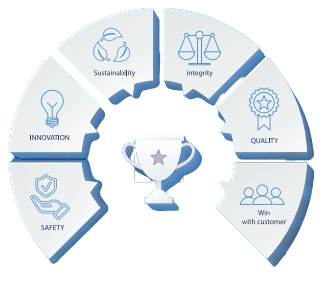 Sustainability
integrity
INNOVATION
QUALITY
SAFETY
Win
with customer